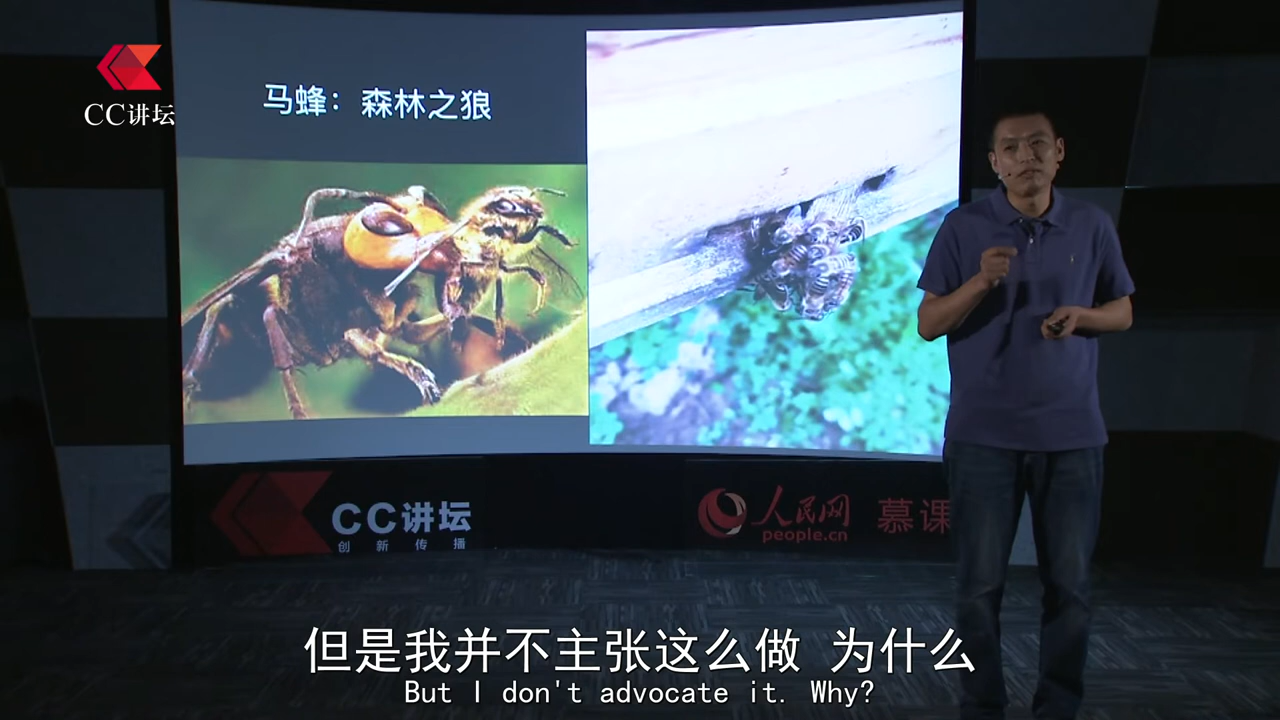 CC讲坛
马蜂：森林之狼
CC讲坛
创新传播
人民网
people.cn
慕课
但是我并不主张这么做 为什么
But I don't advocate it. Why?